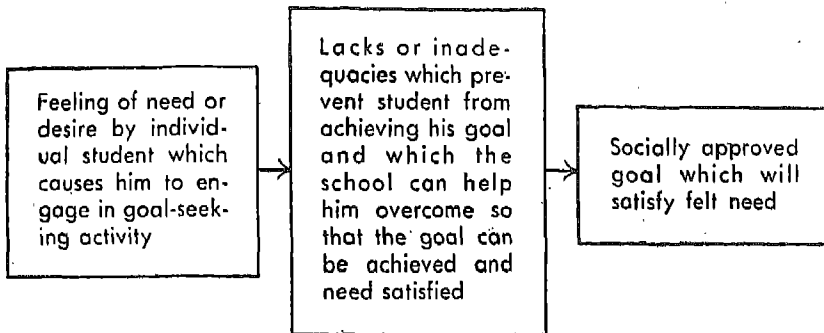 Feeling of need or
desire by individ-
ual student which
causes him to en-
gage in goal-seek-
ing activity
Lacks or inade-
quacies which pre-
vent student from
achieving his goal
and which the
school can help
him overcome so
that the goal can
be achieved and
need satisfied
Socially approved
goal which will
satisfy felt need